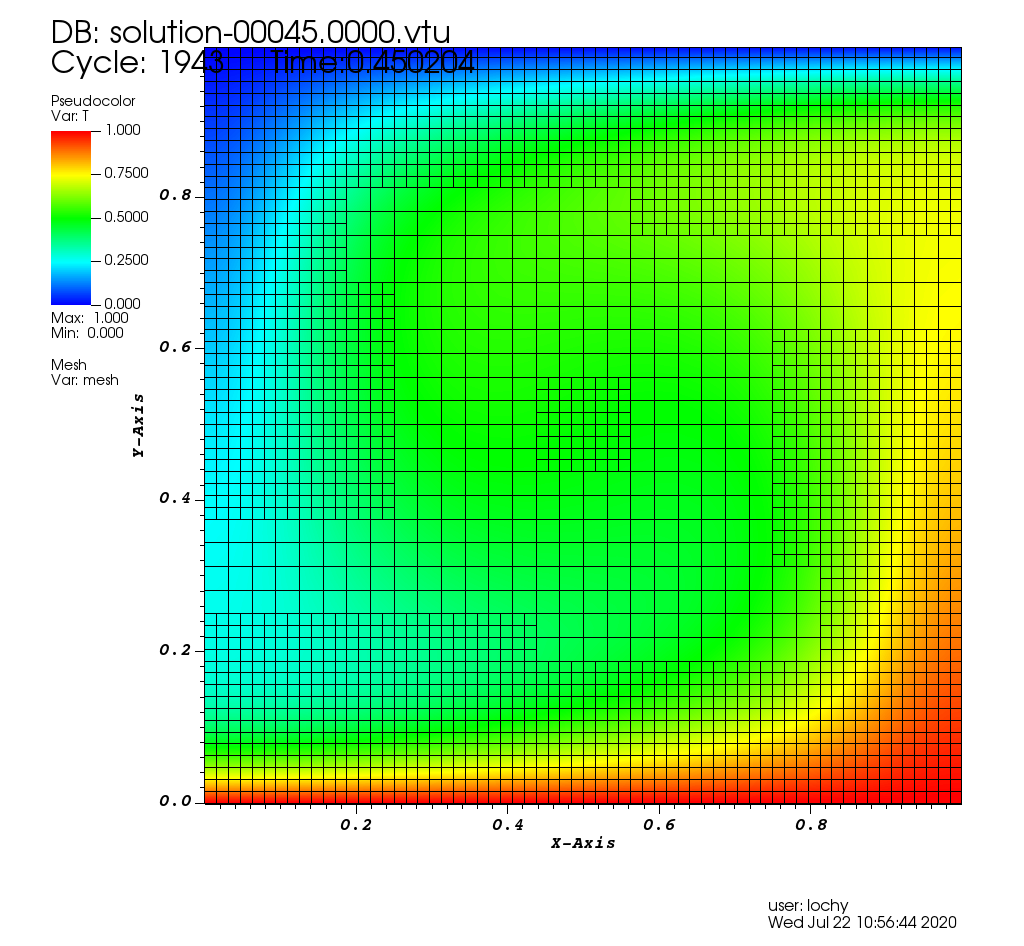 DB: solution-00045.0000.vtu
Cycle: 1943 Time:0.450204
Pseudocolor
Var: T
1.000
0.7500
0.5000
0.2500
0.000
Max: 1.000
Min: 0.000
Mesh
Var: mesh
Y-Axis
0.8
0.6
0.4
0.2
0.0
0.2 0.4 0.6 0.8
X-Axis
user: lochy
Wed Jul 22 10:56:44 2020